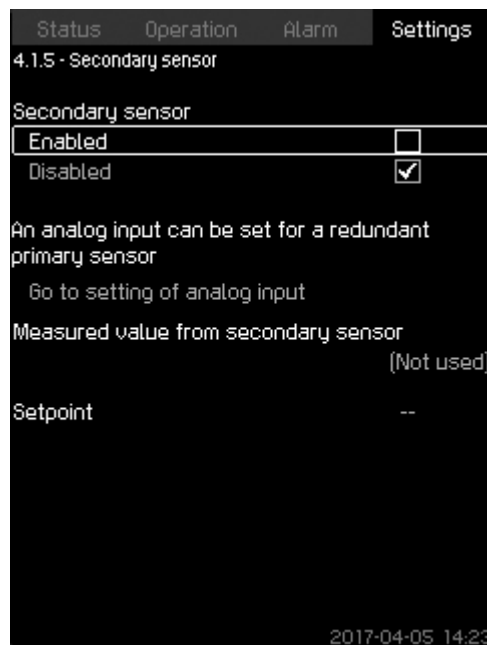 Status Operation Alarm Settings
4.1.5 - Secondary sensor
Secondary sensor
Enabled
Disabled
An analog input can be set for a redundant
primary sensor
Go to setting of analog input
Measured value from secondary sensor
(Not used)
Setpoint --
2017-04-05 14:23